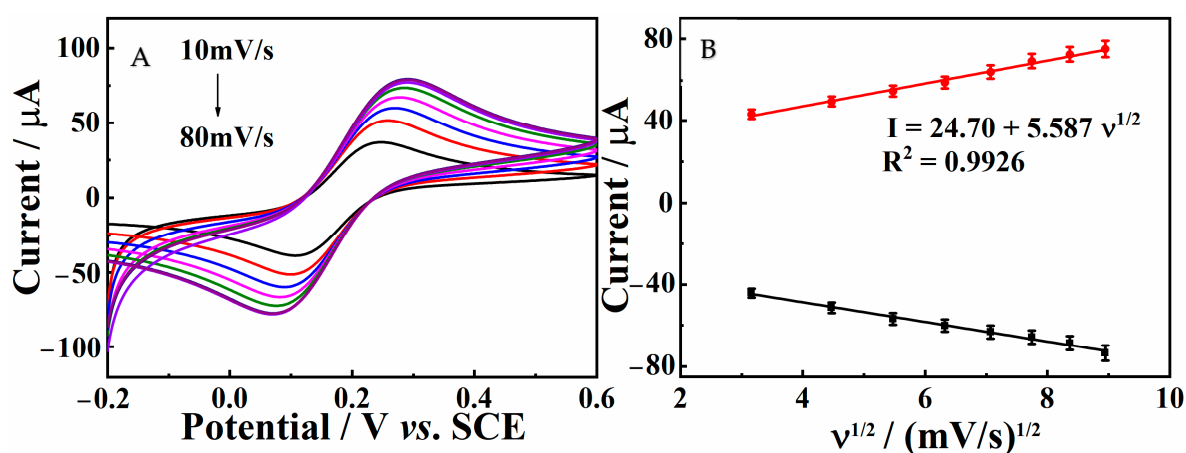 A
10mV/s
80mV/s
100
50
0
−50
−100
−0.2
0.0
0.2
0.4
0.6
Current / μA
Potential / V vs. SCE
B
I = 24.70 + 5.587 ν^1/2
R² = 0.9926
80
40
0
−40
−80
2
4
6
8
10
Current / μA
ν^1/2 / (mV/s)^1/2